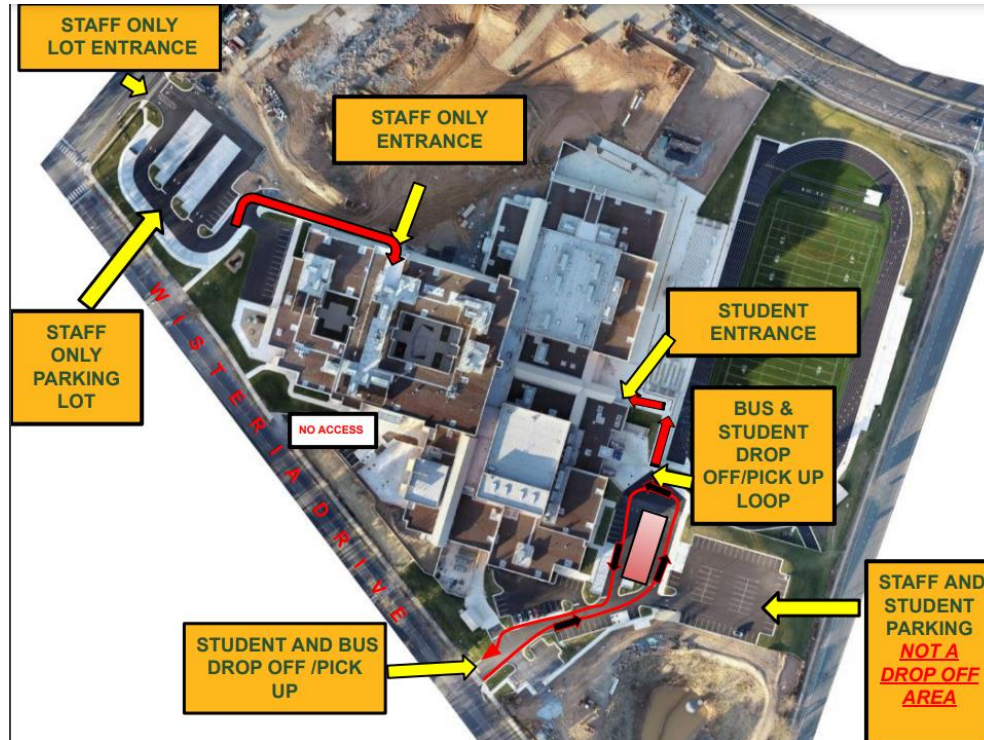 STAFF ONLY
LOT ENTRANCE
STAFF ONLY
ENTRANCE
STAFF
ONLY
PARKING
LOT
WiSTERIA DRIVE
NO ACCESS
STUDENT
ENTRANCE
BUS &
STUDENT
DROP
OFF/PICK UP
LOOP
STUDENT AND BUS
DROP OFF /PICK
UP
STAFF AND
STUDENT
PARKING
NOT A
DROP OFF
AREA